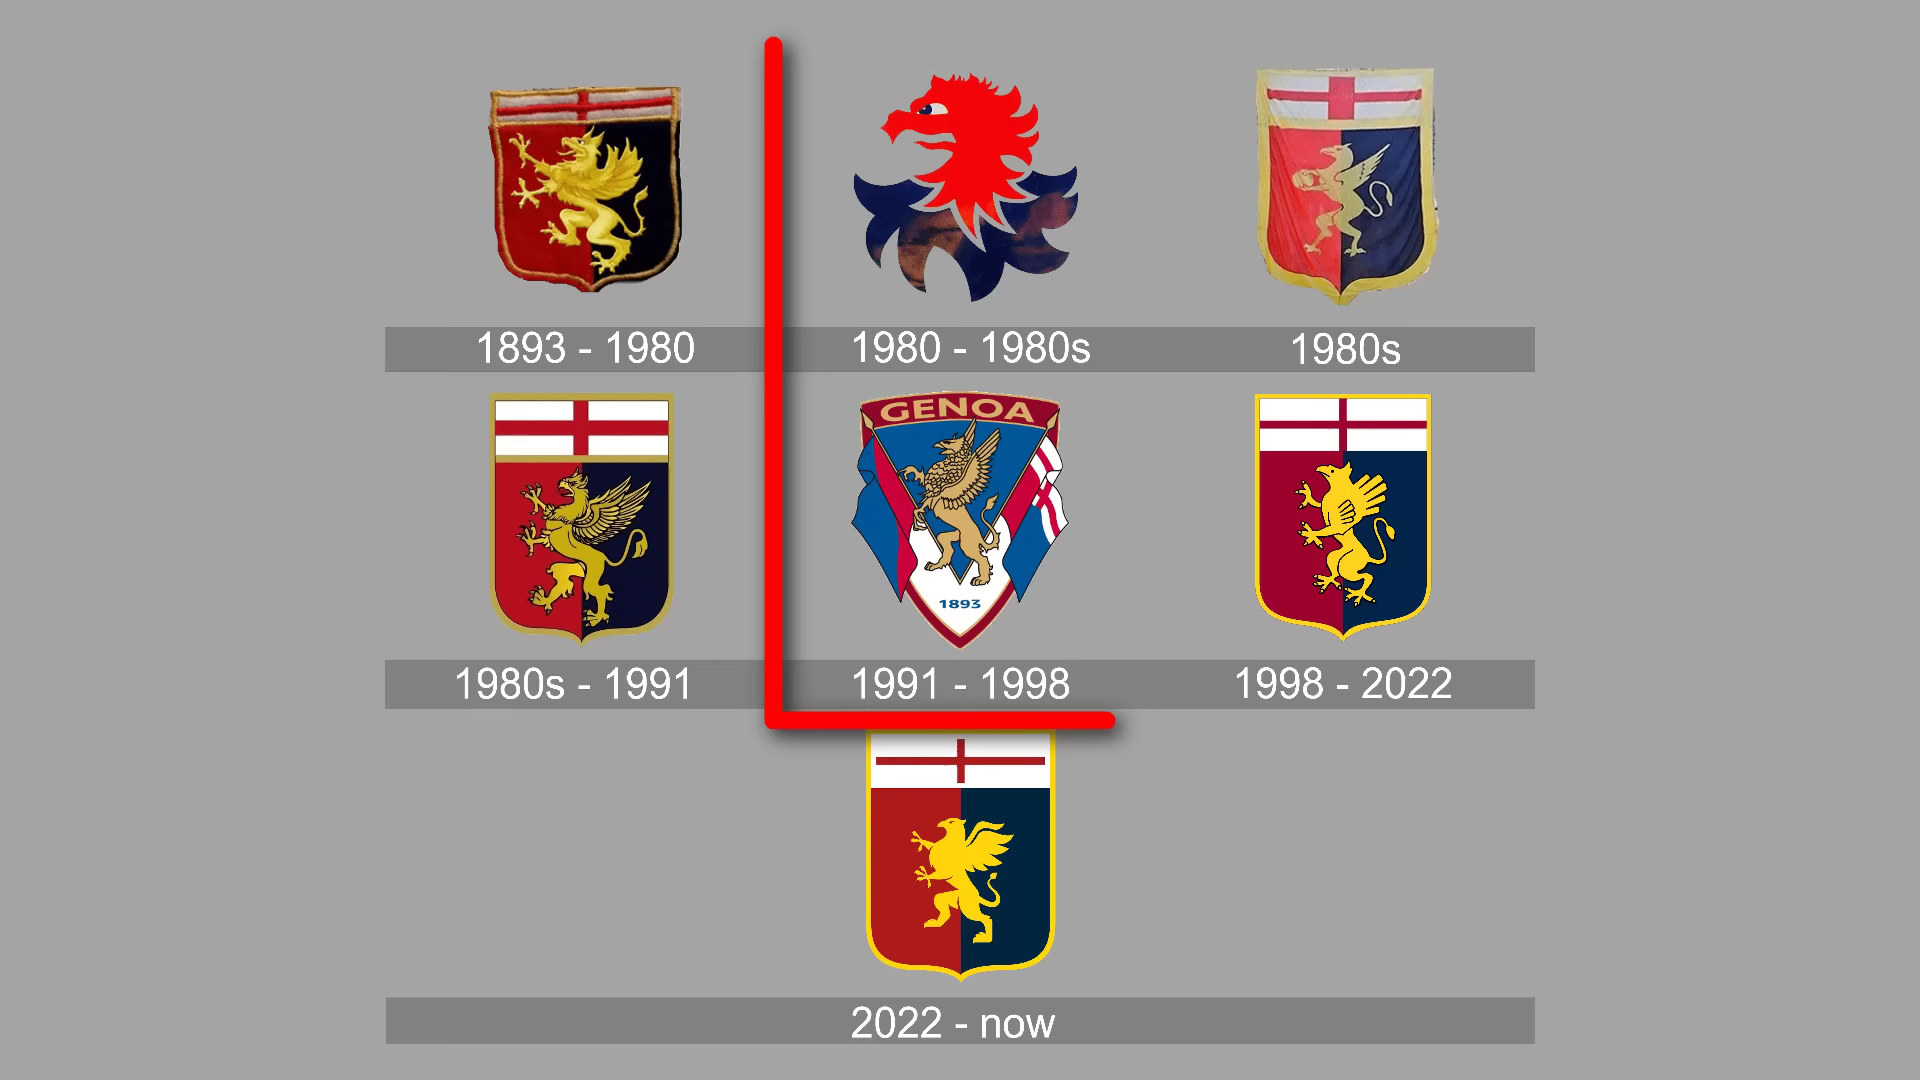 1893 - 1980
1980 - 1980s
1980s
GENOA
1893
1980s - 1991
1991 - 1998
1998 - 2022
2022 - now